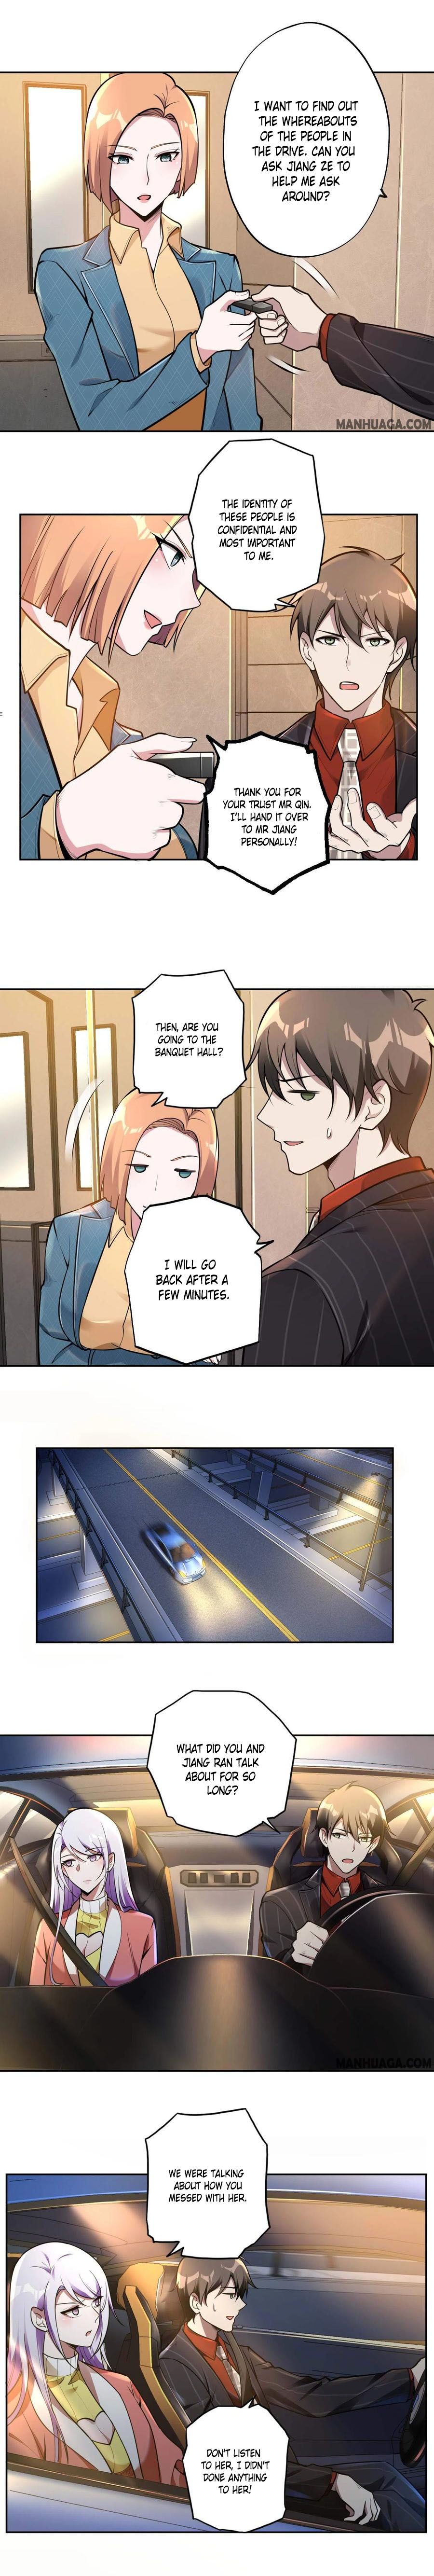 I WANT TO FIND OUT
THE WHEREABOUTS
OF THE PEOPLE IN
THE DRIVE. CAN YOU
ASK JIANG ZE TO
HELP ME ASK
AROUND?
MANHUAGA.COM
THE IDENTITY OF
THESE PEOPLE IS
CONFIDENTIAL AND
MOST IMPORTANT
TO ME.
THANK YOU FOR
YOUR TRUST MR QIN.
I'LL HAND IT OVER
TO MR JIANG
PERSONALLY!
THEN, ARE YOU
GOING TO THE
BANQUET HALL?
I WILL GO
BACK AFTER A
FEW MINUTES.
WHAT DID YOU AND
JIANG RAN TALK
ABOUT FOR SO
LONG?
MANHUAGA.COM
WE WERE TALKING
ABOUT HOW YOU
MESSED WITH HER.
DON'T LISTEN
TO HER, I DIDN'T
DONE ANYTHING
TO HER!